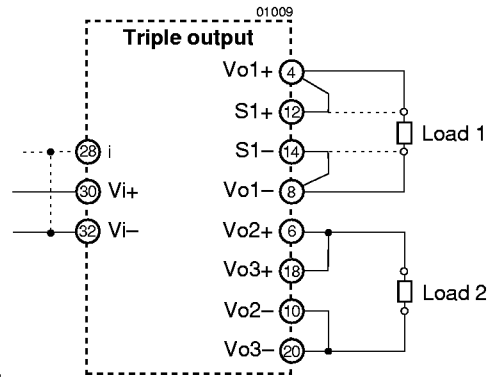 01009
Triple output
Vo1+ 4
S1+ 12
S1− 14
Vo1− 8
Vo2+ 6
Vo3+ 18
Vo2− 10
Vo3− 20
28 i
30 Vi+
32 Vi−
Load 1
Load 2